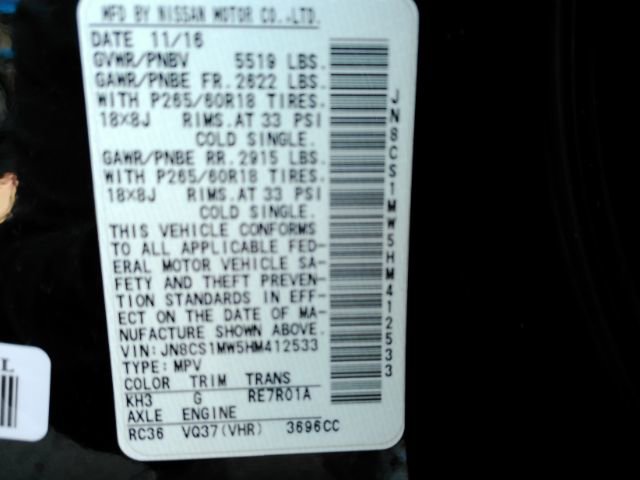 MFD BY NISSAN MOTOR CO.,LTD.
DATE 11/16
GVWR/PNBV 5519 LBS.
GAWR/PNBE FR. 2622 LBS.
WITH P265/60R18 TIRES.
18X8J RIMS. AT 33 PSI
COLD SINGLE.
GAWR/PNBE RR. 2915 LBS.
WITH P265/60R18 TIRES.
18X8J RIMS. AT 33 PSI
COLD SINGLE.
THIS VEHICLE CONFORMS
TO ALL APPLICABLE FED-
ERAL MOTOR VEHICLE SA-
FETY AND THEFT PREVEN-
TION STANDARDS IN EFF-
ECT ON THE DATE OF MA-
NUFACTURE SHOWN ABOVE.
VIN: JN8CS1MW5HM412533
TYPE: MPV
COLOR TRIM TRANS
KH3 G RE7R01A
AXLE ENGINE
RC36 VQ37(VHR) 3696CC
JN8CS1MW5HM412533
L